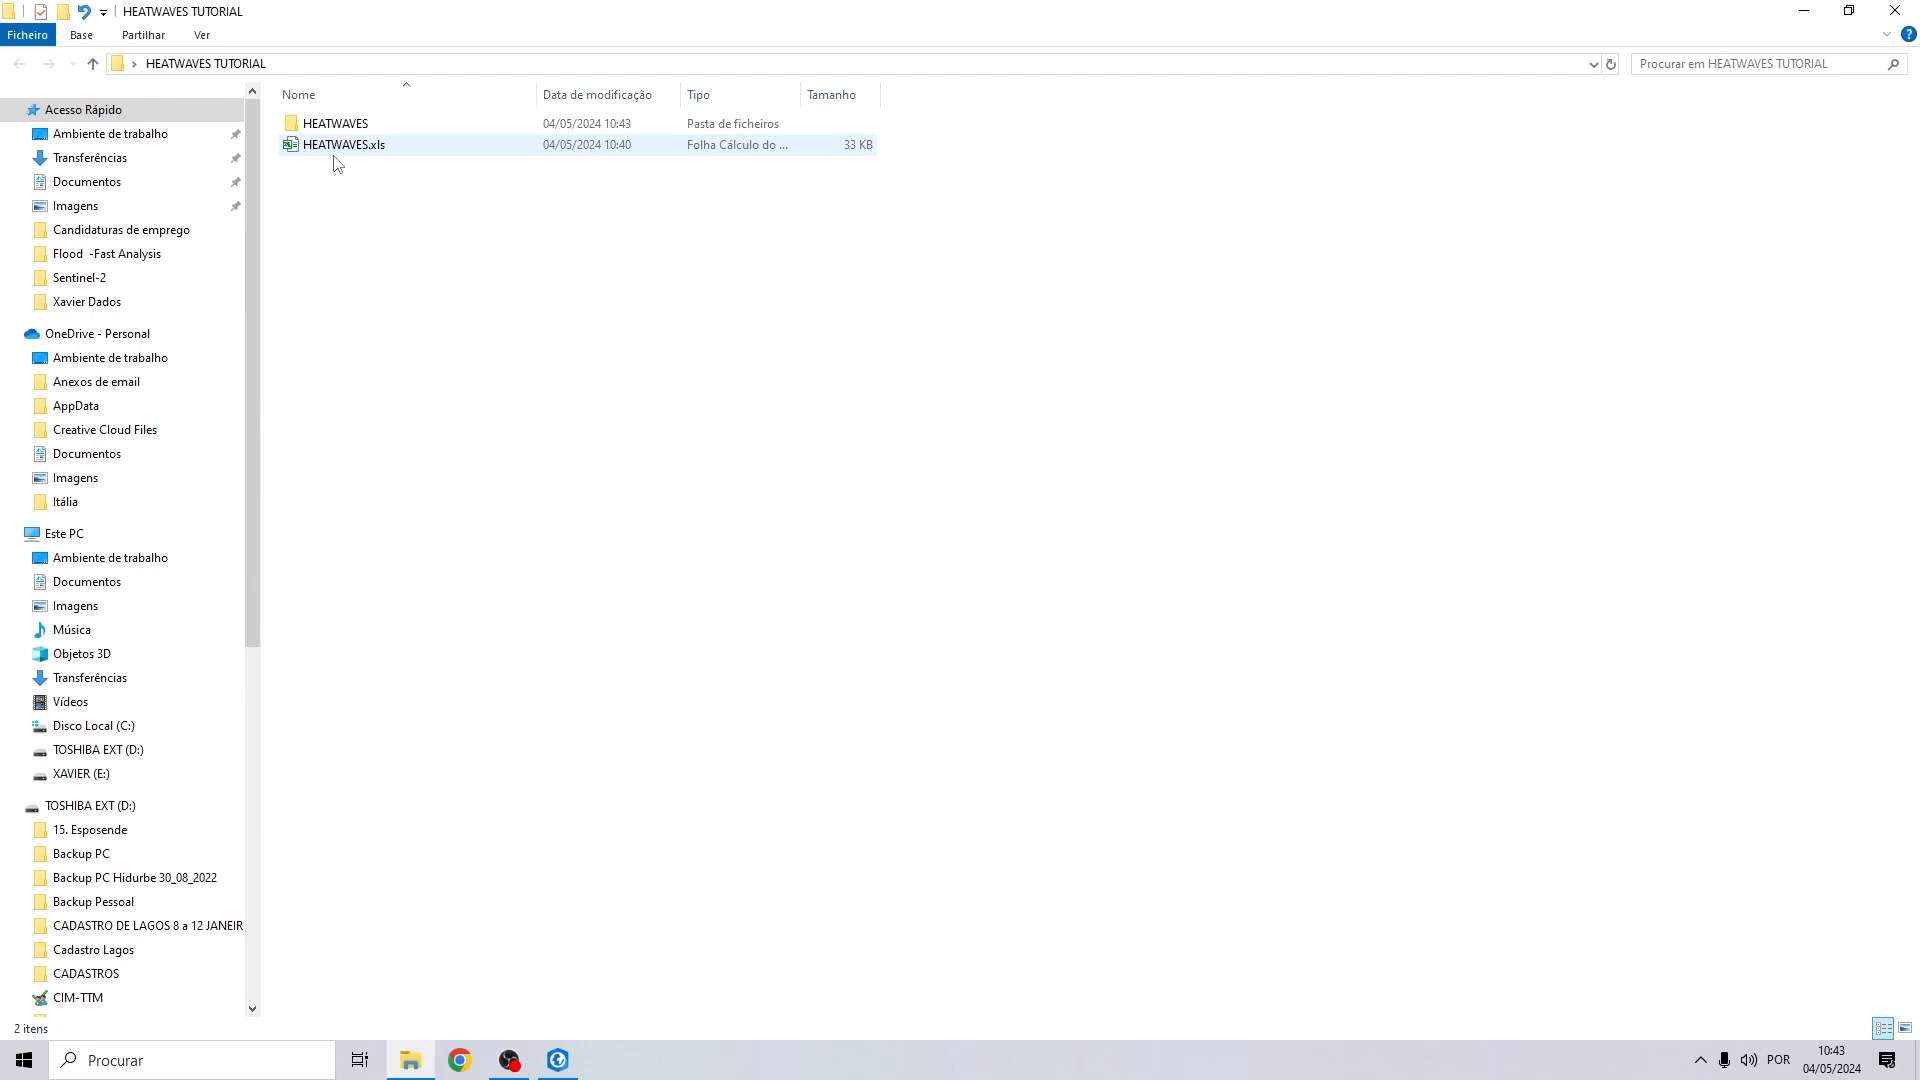 HEATWAVES TUTORIAL
Ficheiro Base Partilhar Ver
HEATWAVES TUTORIAL
Procurar em HEATWAVES TUTORIAL
Nome Data de modificação Tipo Tamanho
HEATWAVES 04/05/2024 10:43 Pasta de ficheiros
HEATWAVES.xls 04/05/2024 10:40 Folha Cálculo do ... 33 KB
Acesso Rápido
Ambiente de trabalho
Transferências
Documentos
Imagens
Candidaturas de emprego
Flood -Fast Analysis
Sentinel-2
Xavier Dados
OneDrive - Personal
Ambiente de trabalho
Anexos de email
AppData
Creative Cloud Files
Documentos
Imagens
Itália
Este PC
Ambiente de trabalho
Documentos
Imagens
Música
Objetos 3D
Transferências
Vídeos
Disco Local (C:)
TOSHIBA EXT (D:)
XAVIER (E:)
TOSHIBA EXT (D:)
15. Esposende
Backup PC
Backup PC Hidurbe 30_08_2022
Backup Pessoal
CADASTRO DE LAGOS 8 a 12 JANEIR
Cadastro Lagos
CADASTROS
CIM-TTM
2 itens
Procurar
POR
10:43
04/05/2024